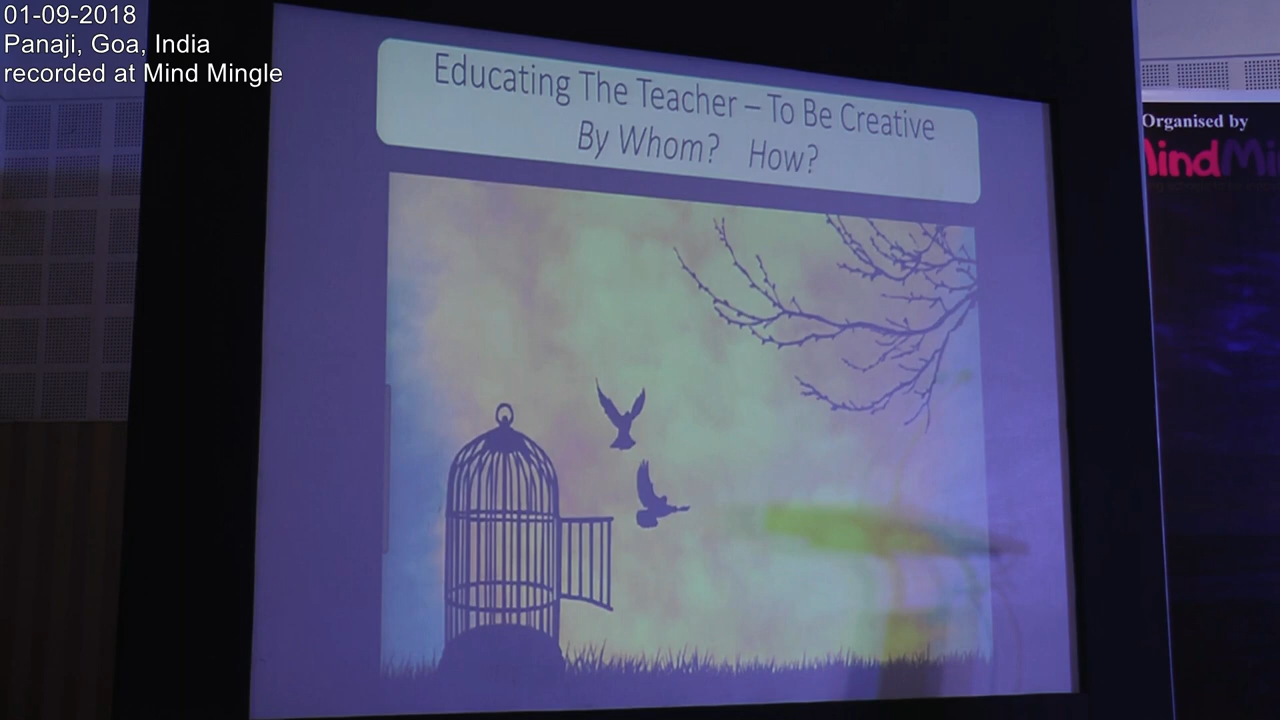 01-09-2018
Panaji, Goa, India
recorded at Mind Mingle
Educating The Teacher – To Be Creative
By Whom? How?
Organised by